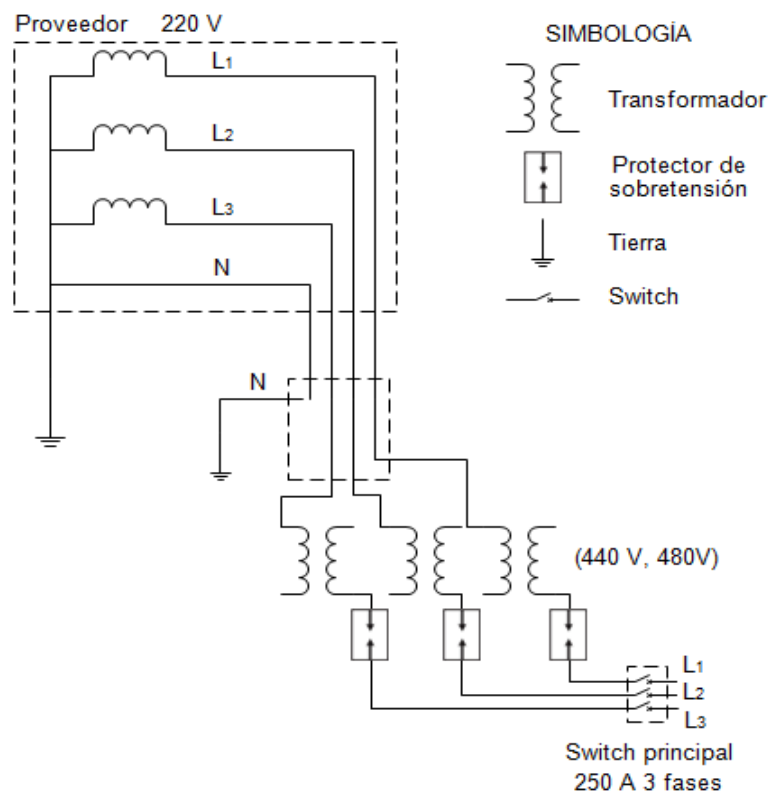 Proveedor 220 V
SIMBOLOGÍA
L1
L2
L3
N
N
Transformador
Protector de
sobretensión
Tierra
Switch
(440 V, 480V)
L1
L2
L3
Switch principal
250 A 3 fases